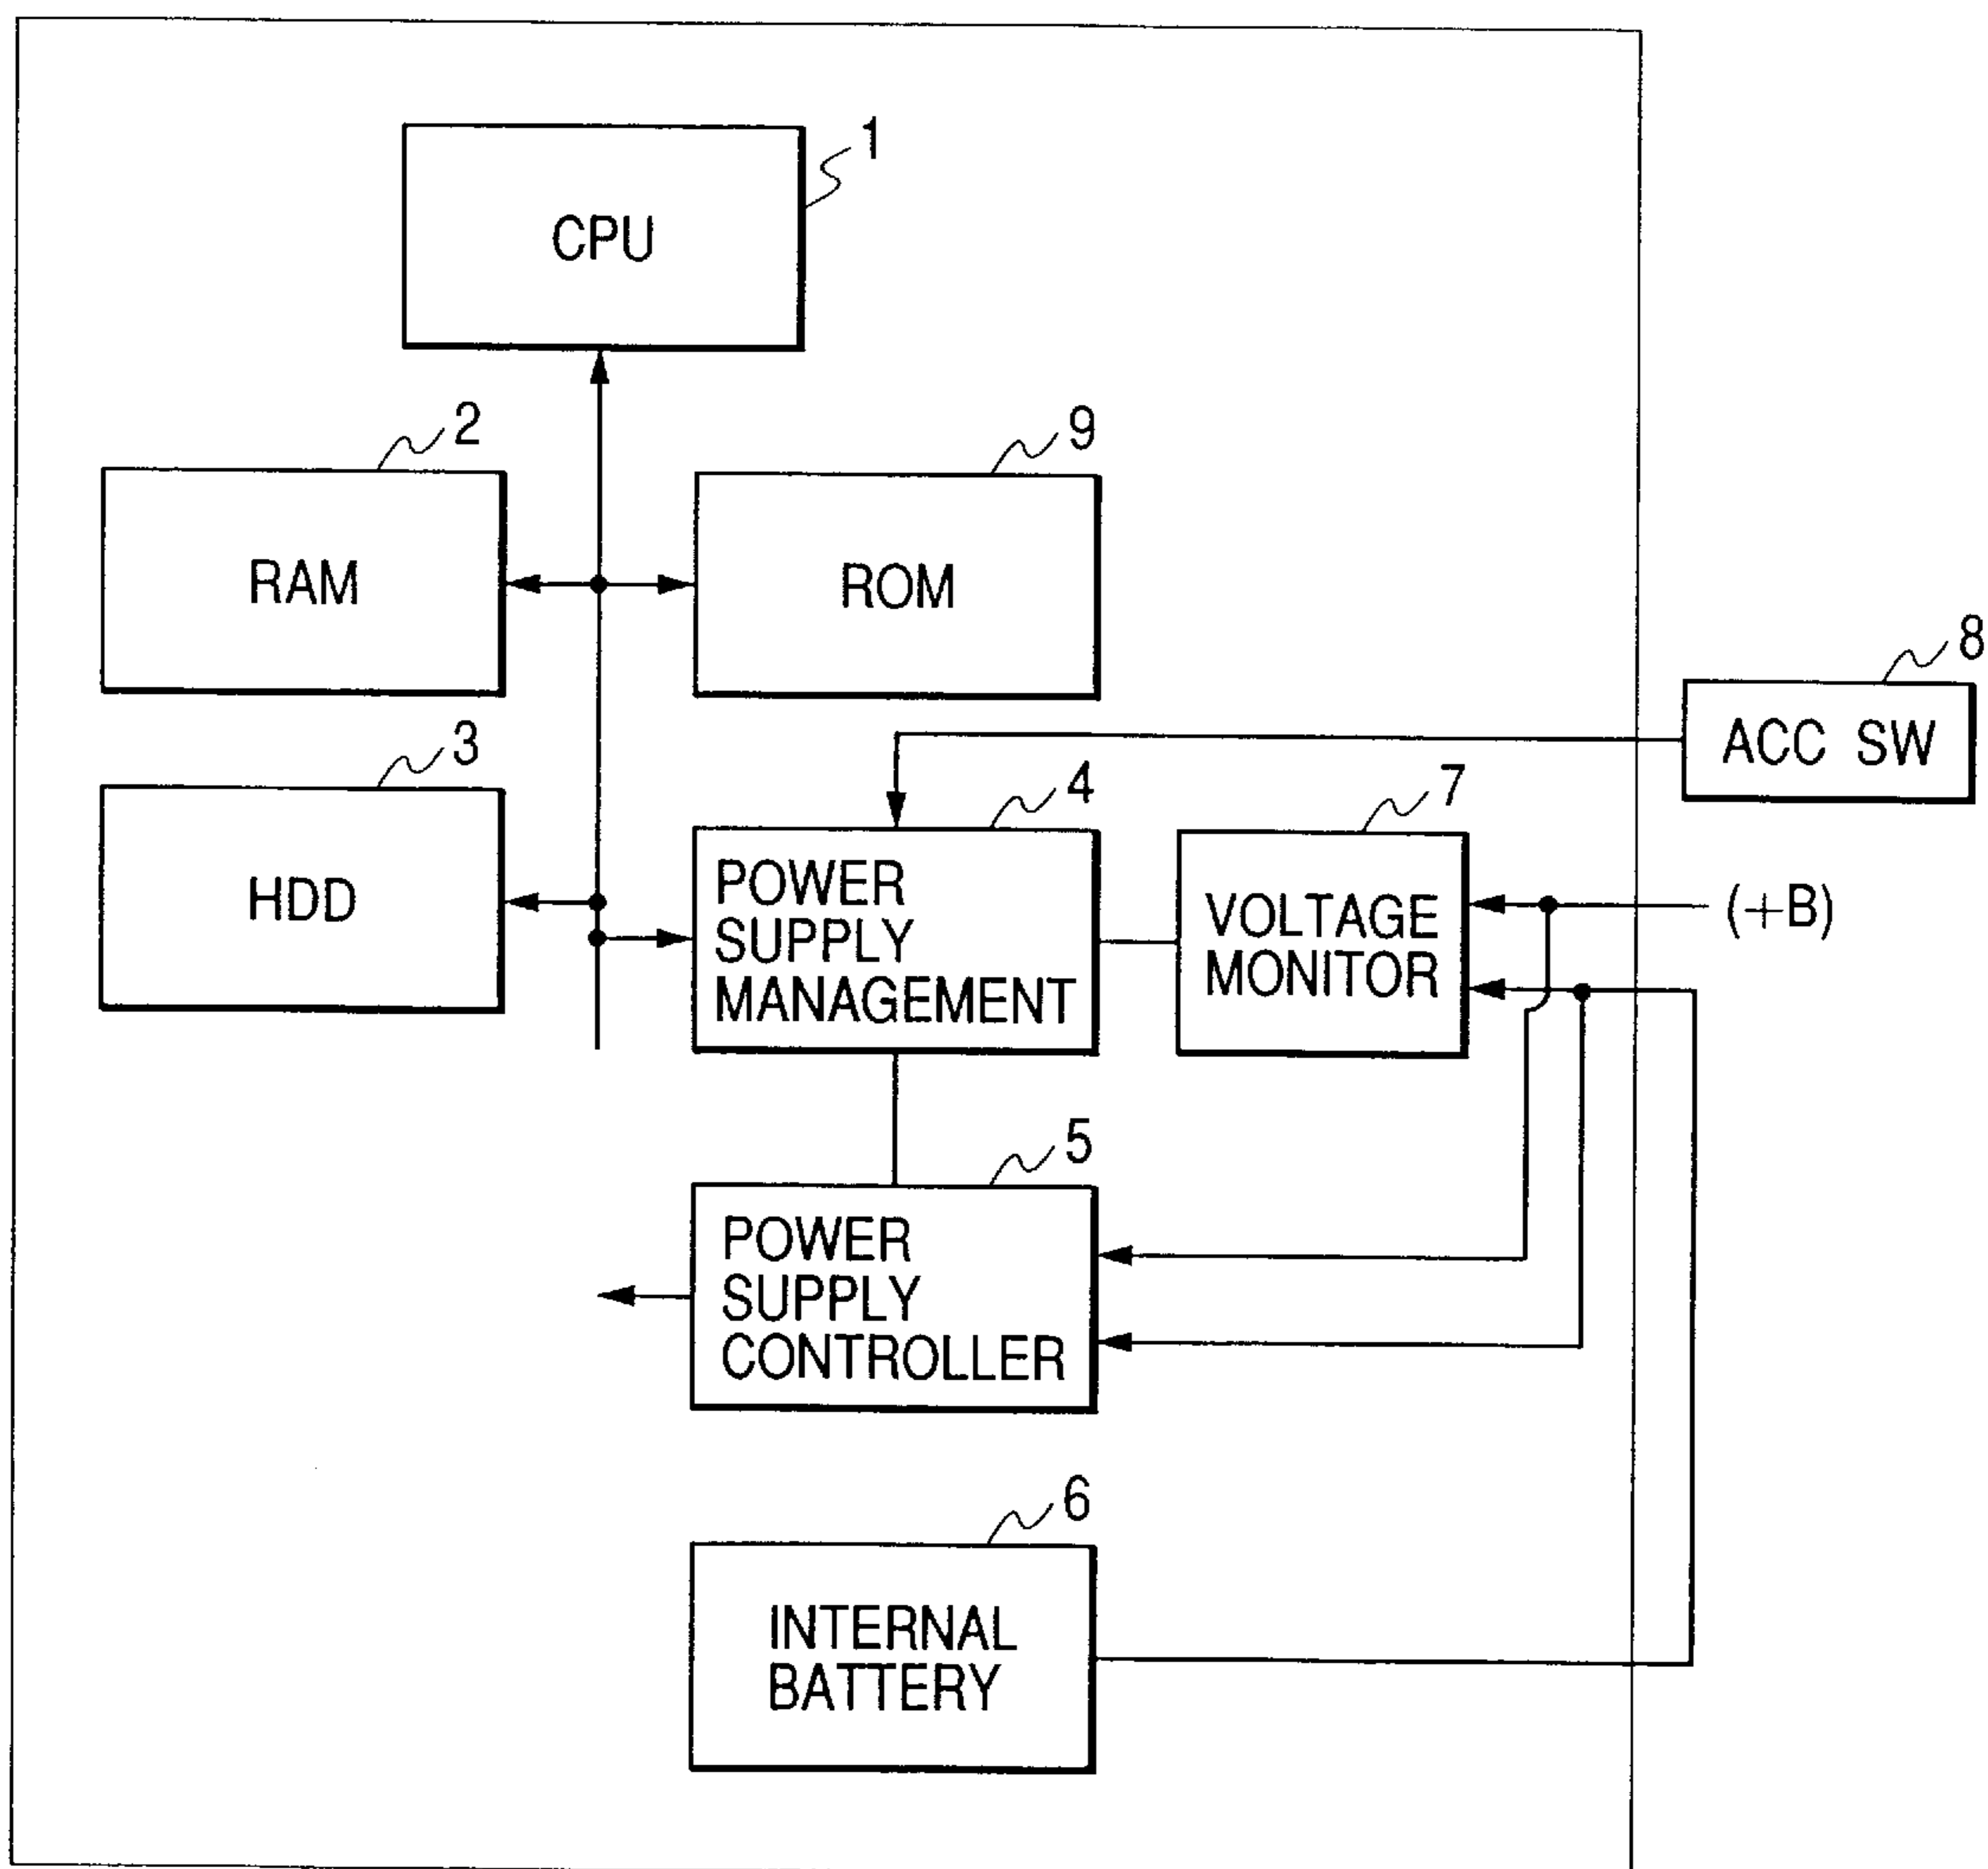 1
CPU
2
RAM
9
ROM
8
ACC SW
3
HDD
4
POWER
SUPPLY
MANAGEMENT
7
VOLTAGE
MONITOR
(+B)
5
POWER
SUPPLY
CONTROLLER
6
INTERNAL
BATTERY